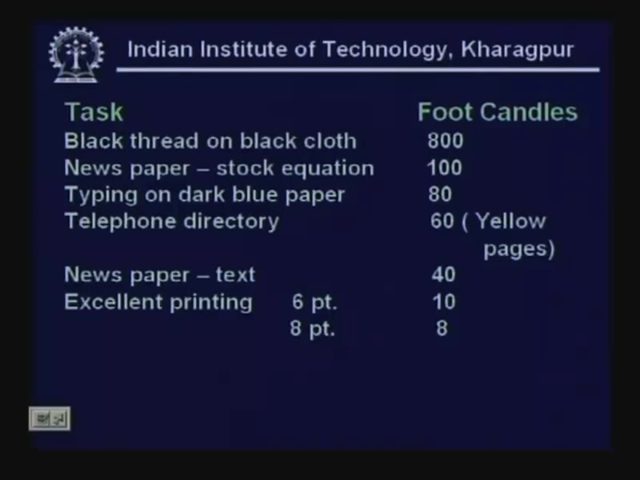 Indian Institute of Technology, Kharagpur
Task Foot Candles
Black thread on black cloth 800
News paper – stock equation 100
Typing on dark blue paper 80
Telephone directory 60 ( Yellow
pages)
News paper – text 40
Excellent printing 6 pt. 10
8 pt. 8